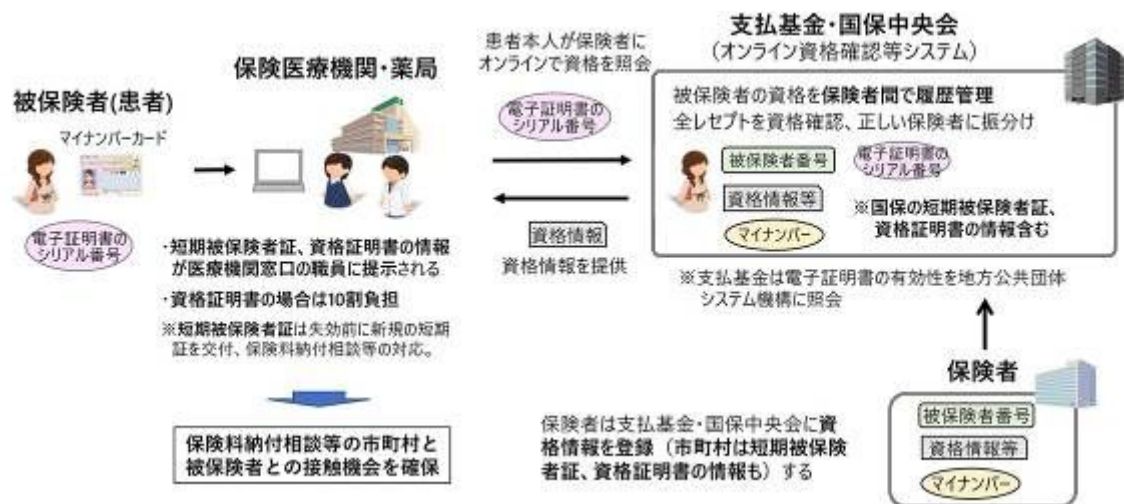 被保険者(患者)
マイナンバーカード
電子証明書の
シリアル番号
保険医療機関・薬局
・短期被保険者証、資格証明書の情報
が医療機関窓口の職員に提示される
・資格証明書の場合は10割負担
※短期被保険者証は失効前に新規の短期
証を交付、保険料納付相談等の対応。
保険料納付相談等の市町村と
被保険者との接触機会を確保
患者本人が保険者に
オンラインで資格を照会
電子証明書の
シリアル番号
資格情報
資格情報を提供
支払基金・国保中央会
(オンライン資格確認等システム)
被保険者の資格を保険者間で履歴管理
全レセプトを資格確認、正しい保険者に振分け
被保険者番号
電子証明書の
シリアル番号
資格情報等
マイナンバー
※国保の短期被保険者証、
資格証明書の情報含む
※支払基金は電子証明書の有効性を地方公共団体
システム機構に照会
保険者
被保険者番号
資格情報等
マイナンバー
保険者は支払基金・国保中央会に資
格情報を登録（市町村は短期被保険
者証、資格証明書の情報も）する